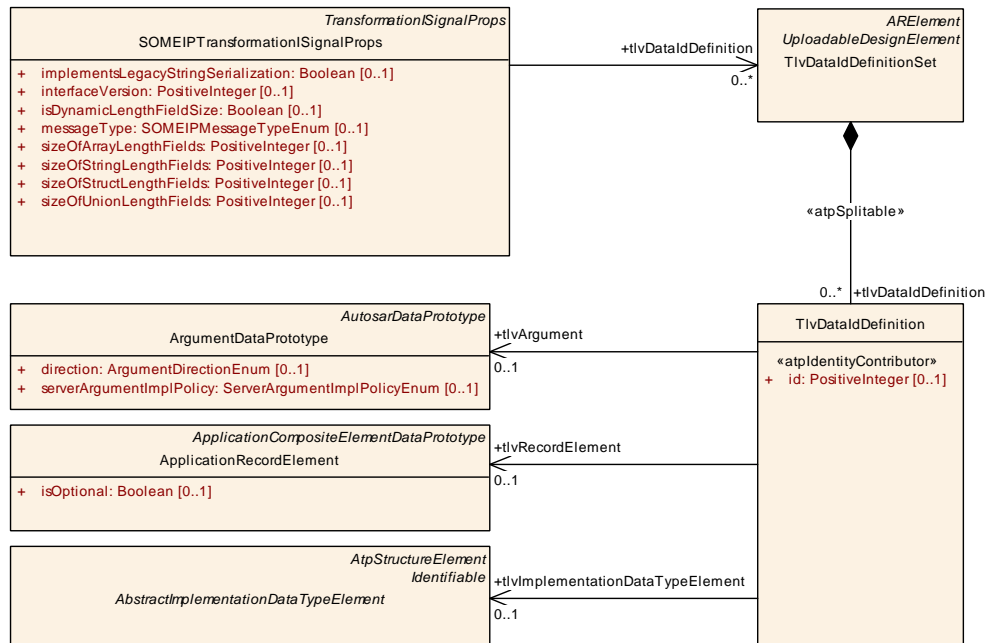 TransformationISignalProps
SOMEIPTransformationISignalProps
+ implementsLegacyStringSerialization: Boolean [0..1]
+ interfaceVersion: PositiveInteger [0..1]
+ isDynamicLengthFieldSize: Boolean [0..1]
+ messageType: SOMEIPMessageTypeEnum [0..1]
+ sizeOfArrayLengthFields: PositiveInteger [0..1]
+ sizeOfStringLengthFields: PositiveInteger [0..1]
+ sizeOfStructLengthFields: PositiveInteger [0..1]
+ sizeOfUnionLengthFields: PositiveInteger [0..1]
+tlvDataIdDefinition
0..*
ARElement
UploadableDesignElement
TlvDataIdDefinitionSet
«atpSplitable»
0..* +tlvDataIdDefinition
AutosarDataPrototype
ArgumentDataPrototype
+ direction: ArgumentDirectionEnum [0..1]
+ serverArgumentImplPolicy: ServerArgumentImplPolicyEnum [0..1]
+tlvArgument
0..1
TlvDataIdDefinition
«atpIdentityContributor»
+ id: PositiveInteger [0..1]
ApplicationCompositeElementDataPrototype
ApplicationRecordElement
+ isOptional: Boolean [0..1]
+tlvRecordElement
0..1
AtpStructureElement
Identifiable
AbstractImplementationDataTypeElement
+tlvImplementationDataTypeElement
0..1